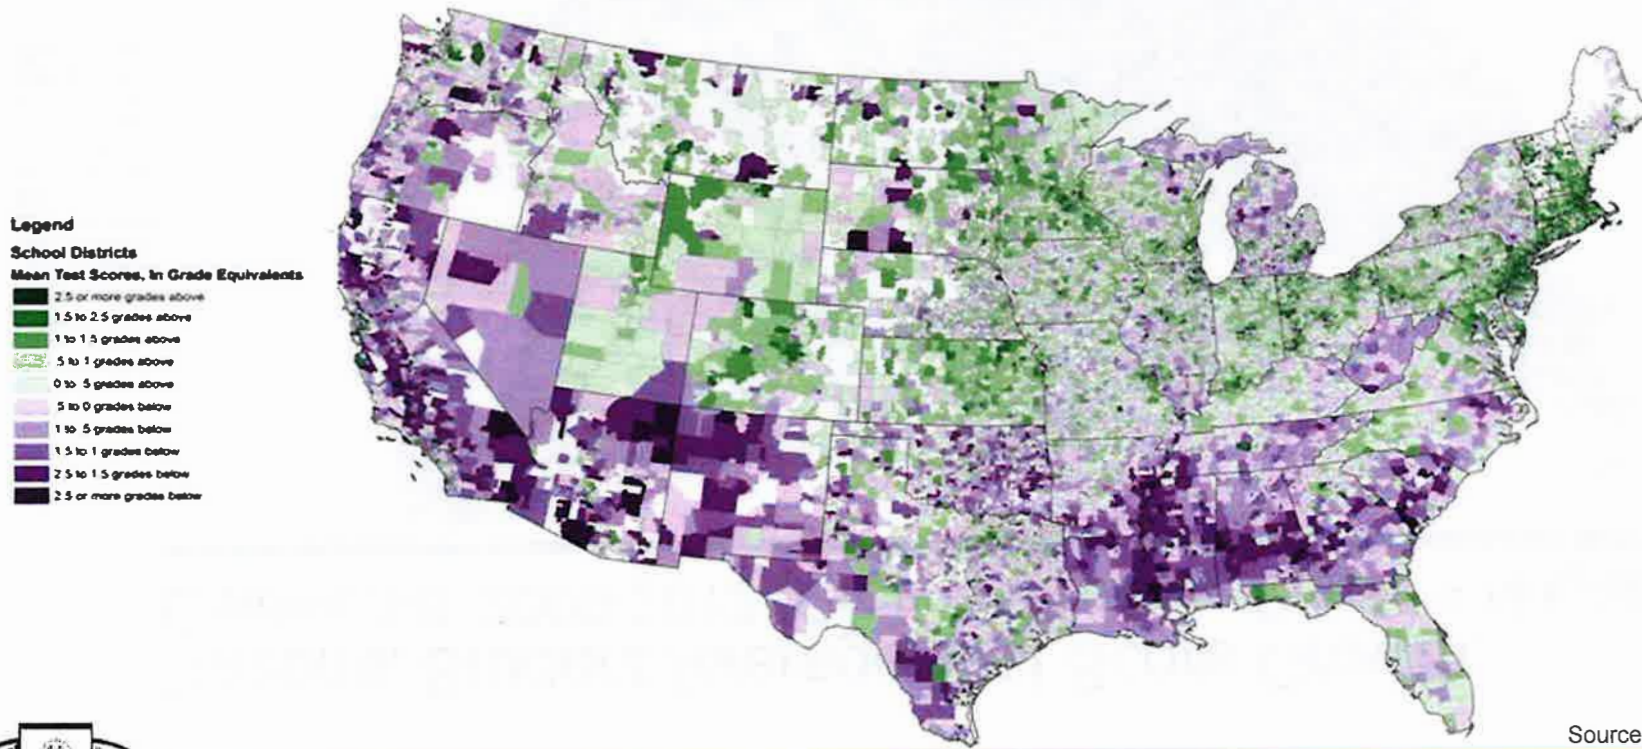 Legend
School Districts
Mean Test Scores, In Grade Equivalents
2.5 or more grades above
1.5 to 2.5 grades above
1 to 1.5 grades above
.5 to 1 grades above
0 to .5 grades above
.5 to 0 grades below
1 to .5 grades below
1.5 to 1 grades below
2.5 to 1.5 grades below
2.5 or more grades below
Source